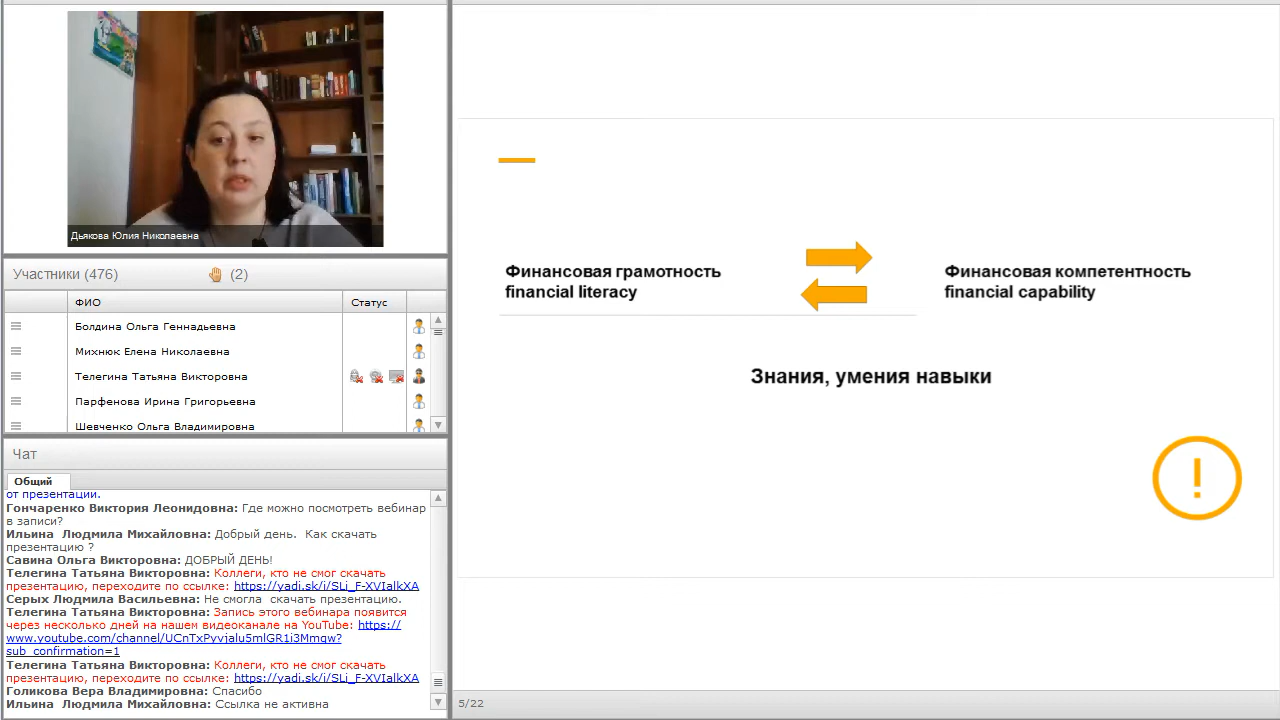 Дьякова Юлия Николаевна
Участники (476)
(2)
ФИО
Статус
Болдина Ольга Геннадьевна
Михнюк Елена Николаевна
Телегина Татьяна Викторовна
Парфенова Ирина Григорьевна
Шевченко Ольга Владимировна
Чат
Общий
от презентации.
Гончаренко Виктория Леонидовна: Где можно посмотреть вебинар
в записи?
Ильина Людмила Михайловна: Добрый день. Как скачать
презентацию ?
Савина Ольга Викторовна: ДОБРЫЙ ДЕНЬ!
Телегина Татьяна Викторовна: Коллеги, кто не смог скачать
презентацию, переходите по ссылке: https://yadi.sk/i/SLi_F-XVIalkXA
Серых Людмила Васильевна: Не смогла скачать презентацию.
Телегина Татьяна Викторовна: Запись этого вебинара появится
через несколько дней на нашем видеоканале на YouTube: https://
www.youtube.com/channel/UCnTxPyvjalu5mlGR1i3Mmqw?
sub_confirmation=1
Телегина Татьяна Викторовна: Коллеги, кто не смог скачать
презентацию, переходите по ссылке: https://yadi.sk/i/SLi_F-XVIalkXA
Голикова Вера Владимировна: Спасибо
Ильина Людмила Михайловна: Ссылка не активна
Финансовая грамотность
financial literacy
Финансовая компетентность
financial capability
Знания, умения навыки
!
5/22